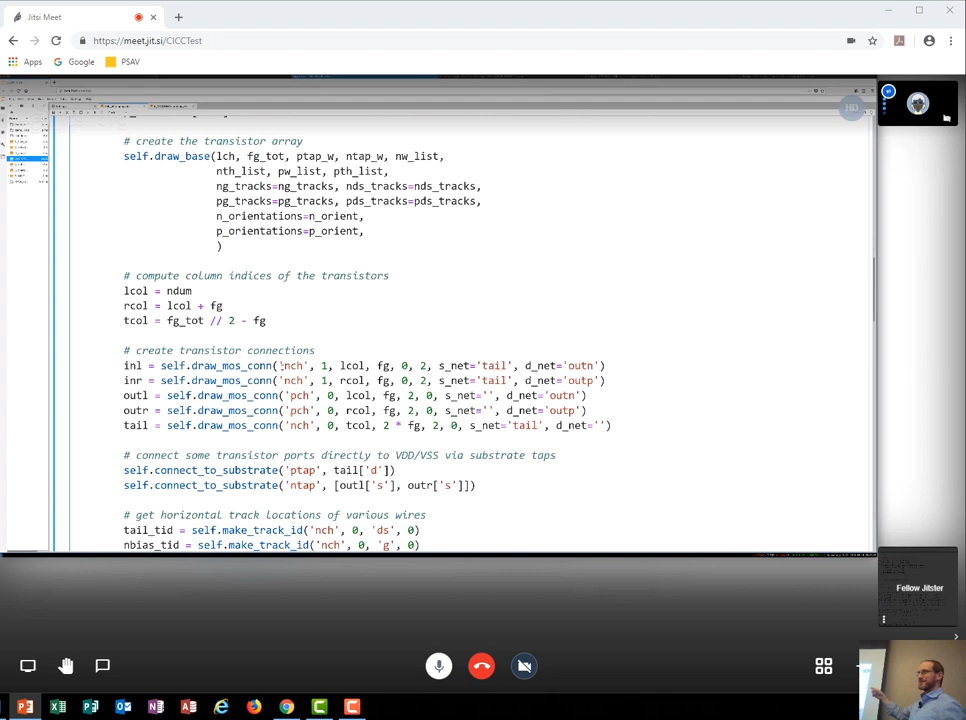 Jitsi Meet
https://meet.jit.si/CICCTest
Apps Google PSAV
HD
# create the transistor array
self.draw_base(lch, fg_tot, ptap_w, ntap_w, nw_list,
nth_list, pw_list, pth_list,
ng_tracks=ng_tracks, nds_tracks=nds_tracks,
pg_tracks=pg_tracks, pds_tracks=pds_tracks,
n_orientations=n_orient,
p_orientations=p_orient,
)
# compute column indices of the transistors
lcol = ndum
rcol = lcol + fg
tcol = fg_tot // 2 - fg
# create transistor connections
inl = self.draw_mos_conn('nch', 1, lcol, fg, 0, 2, s_net='tail', d_net='outn')
inr = self.draw_mos_conn('nch', 1, rcol, fg, 0, 2, s_net='tail', d_net='outp')
outl = self.draw_mos_conn('pch', 0, lcol, fg, 2, 0, s_net='', d_net='outn')
outr = self.draw_mos_conn('pch', 0, rcol, fg, 2, 0, s_net='', d_net='outp')
tail = self.draw_mos_conn('nch', 0, tcol, 2 * fg, 2, 0, s_net='tail', d_net='')
# connect some transistor ports directly to VDD/VSS via substrate taps
self.connect_to_substrate('ptap', tail['d'])
self.connect_to_substrate('ntap', [outl['s'], outr['s']])
# get horizontal track locations of various wires
tail_tid = self.make_track_id('nch', 0, 'ds', 0)
nbias_tid = self.make_track_id('nch', 0, 'g', 0)
Fellow Jitster